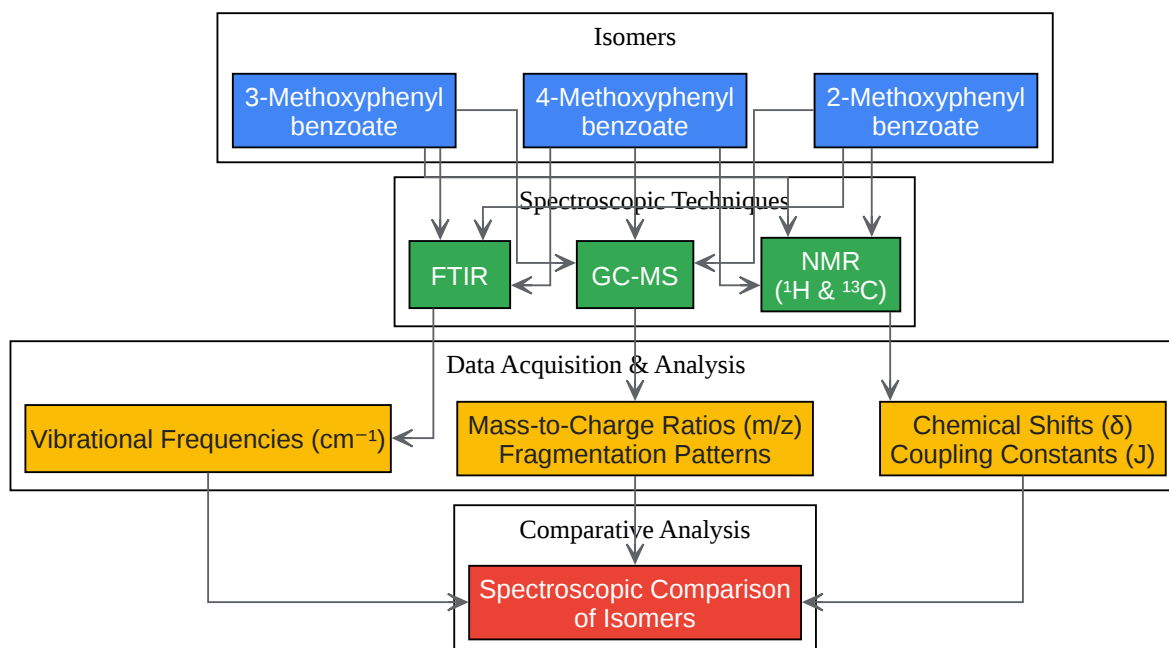 Isomers
3-Methoxyphenyl
benzoate
4-Methoxyphenyl
benzoate
2-Methoxyphenyl
benzoate
Spectroscopic Techniques
FTIR
GC-MS
NMR
(¹H & ¹³C)
Data Acquisition & Analysis
Vibrational Frequencies (cm⁻¹)
Mass-to-Charge Ratios (m/z)
Fragmentation Patterns
Chemical Shifts (δ)
Coupling Constants (J)
Comparative Analysis
Spectroscopic Comparison
of Isomers